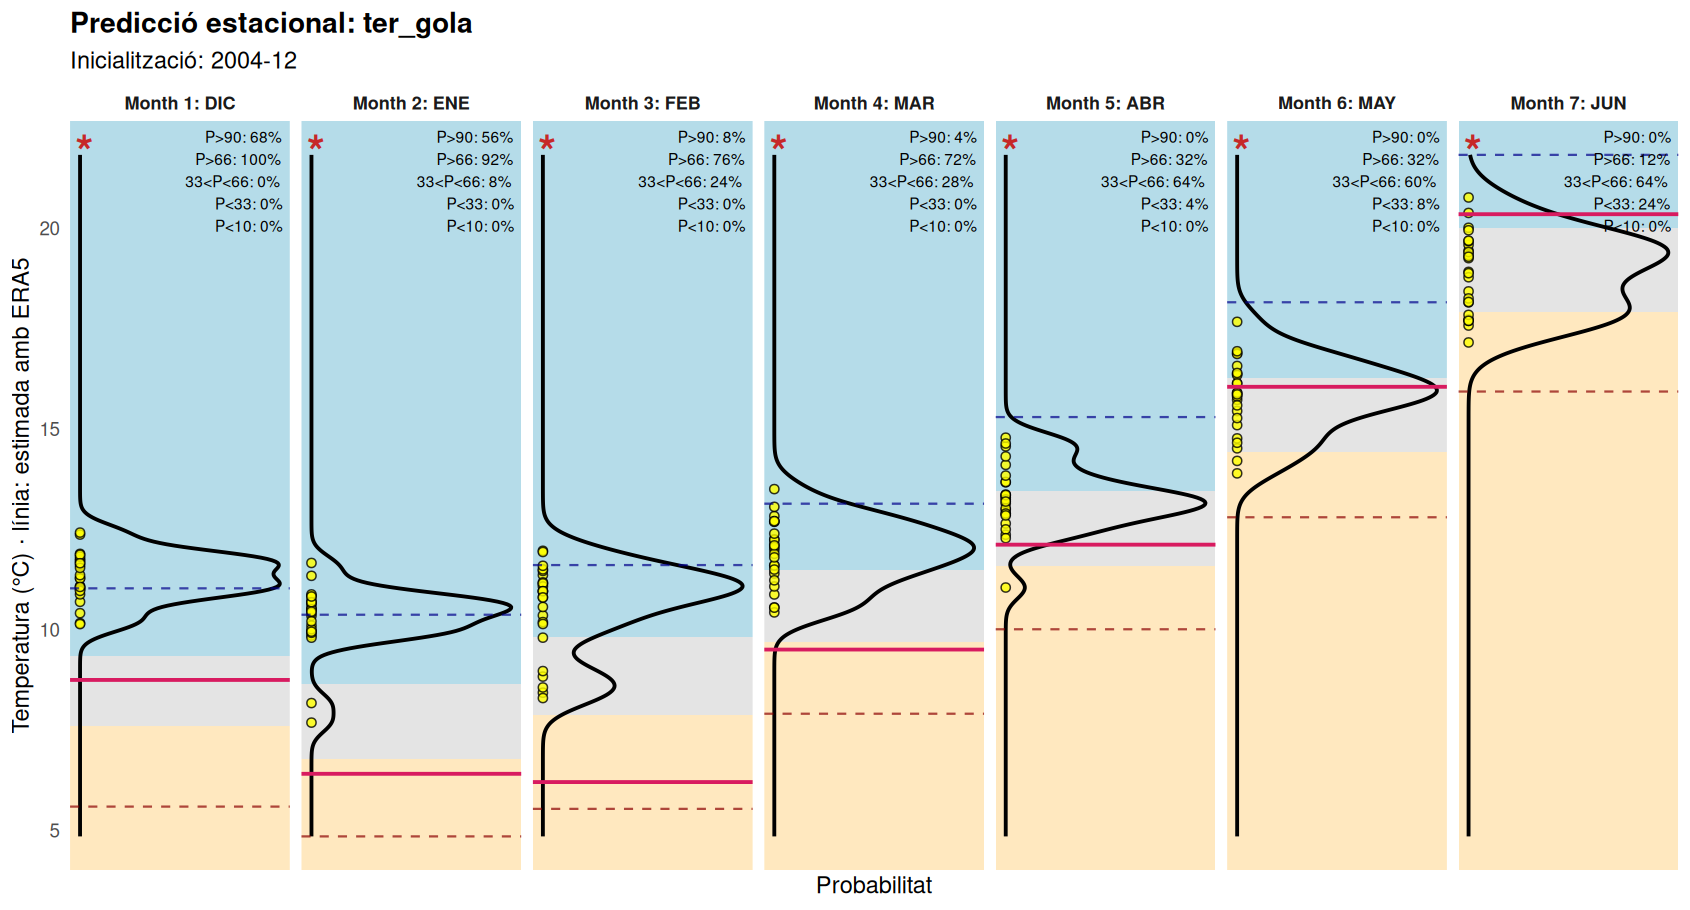 Predicció estacional: ter_gola
Inicialització: 2004-12
Month 1: DIC
Month 2: ENE
Month 3: FEB
Month 4: MAR
Month 5: ABR
Month 6: MAY
Month 7: JUN
*
P>90: 68%
P>66: 100%
33<P<66: 0%
P<33: 0%
P<10: 0%
*
P>90: 56%
P>66: 92%
33<P<66: 8%
P<33: 0%
P<10: 0%
*
P>90: 8%
P>66: 76%
33<P<66: 24%
P<33: 0%
P<10: 0%
*
P>90: 4%
P>66: 72%
33<P<66: 28%
P<33: 0%
P<10: 0%
*
P>90: 0%
P>66: 32%
33<P<66: 64%
P<33: 4%
P<10: 0%
*
P>90: 0%
P>66: 32%
33<P<66: 60%
P<33: 8%
P<10: 0%
*
P>90: 0%
P>66: 12%
33<P<66: 64%
P<33: 24%
P<10: 0%
20
15
10
5
Temperatura (°C) · línia: estimada amb ERA5
Probabilitat